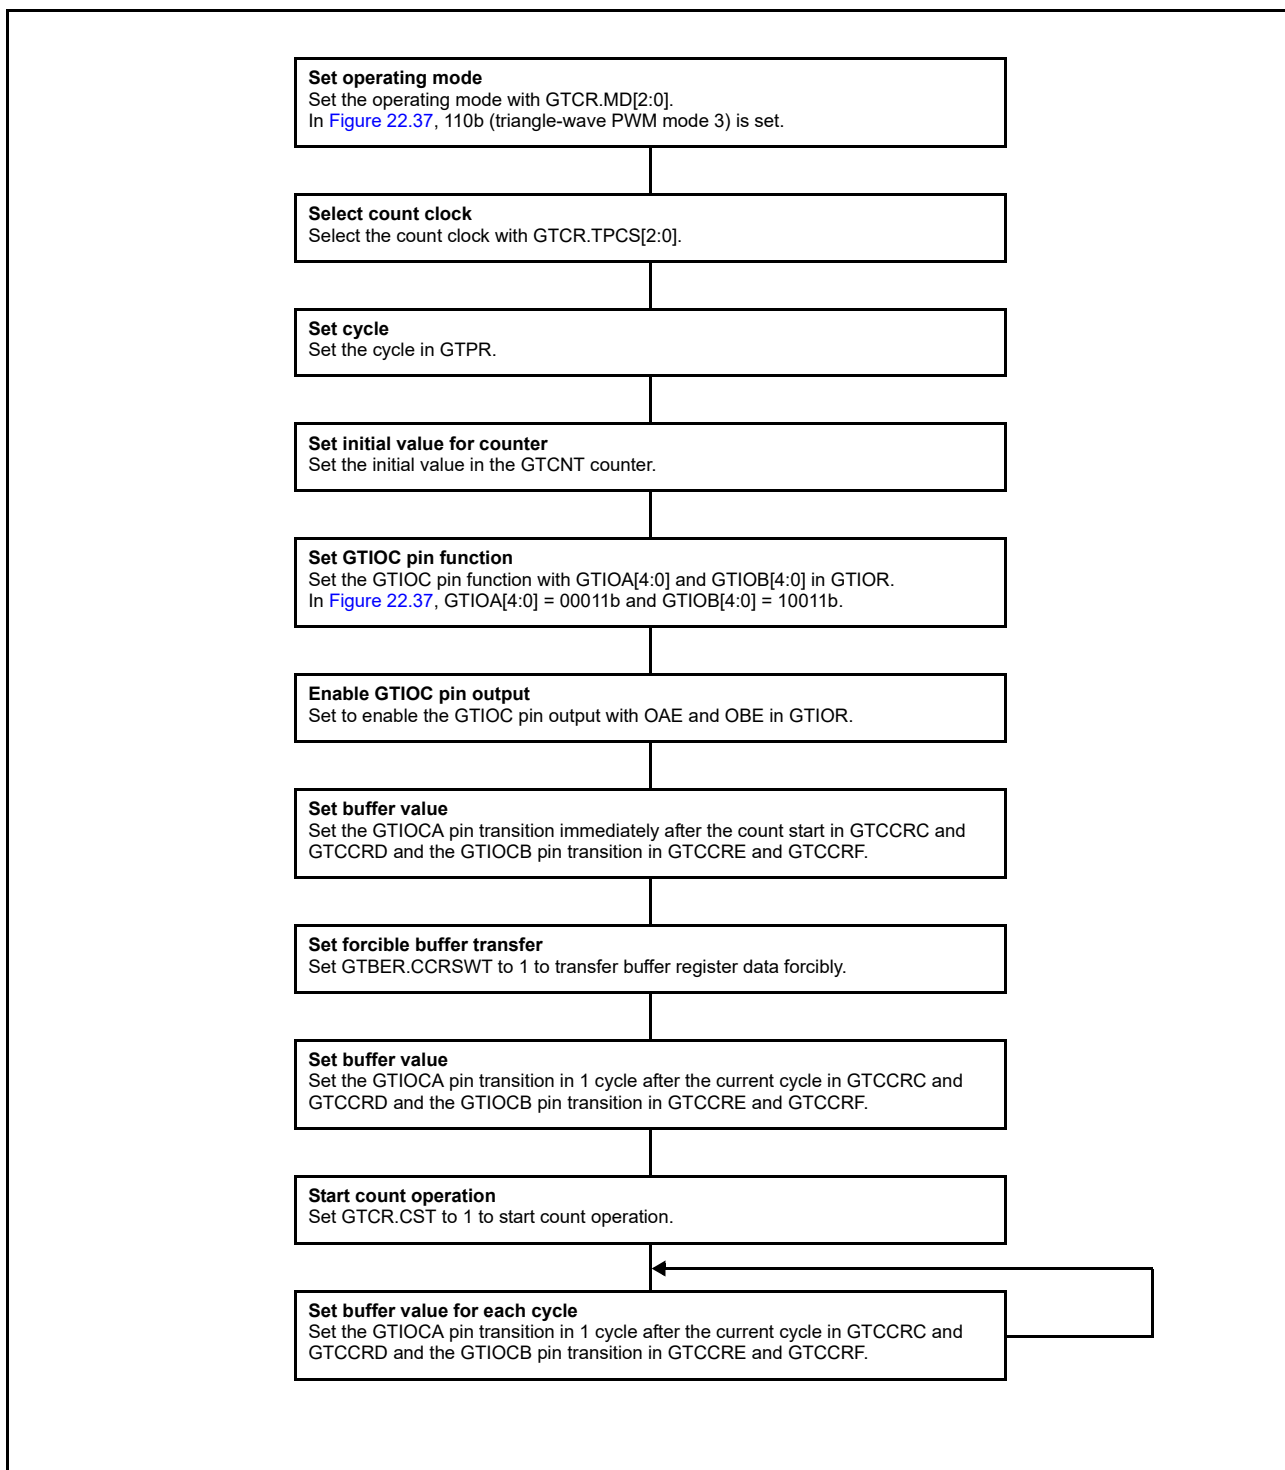 Set operating mode
Set the operating mode with GTCR.MD[2:0].
In Figure 22.37, 110b (triangle-wave PWM mode 3) is set.
Select count clock
Select the count clock with GTCR.TPCS[2:0].
Set cycle
Set the cycle in GTPR.
Set initial value for counter
Set the initial value in the GTCNT counter.
Set GTIOC pin function
Set the GTIOC pin function with GTIOA[4:0] and GTIOB[4:0] in GTIOR.
In Figure 22.37, GTIOA[4:0] = 00011b and GTIOB[4:0] = 10011b.
Enable GTIOC pin output
Set to enable the GTIOC pin output with OAE and OBE in GTIOR.
Set buffer value
Set the GTIOCA pin transition immediately after the count start in GTCCRC and
GTCCRD and the GTIOCB pin transition in GTCCRE and GTCCRF.
Set forcible buffer transfer
Set GTBER.CCRSWT to 1 to transfer buffer register data forcibly.
Set buffer value
Set the GTIOCA pin transition in 1 cycle after the current cycle in GTCCRC and
GTCCRD and the GTIOCB pin transition in GTCCRE and GTCCRF.
Start count operation
Set GTCR.CST to 1 to start count operation.
Set buffer value for each cycle
Set the GTIOCA pin transition in 1 cycle after the current cycle in GTCCRC and
GTCCRD and the GTIOCB pin transition in GTCCRE and GTCCRF.